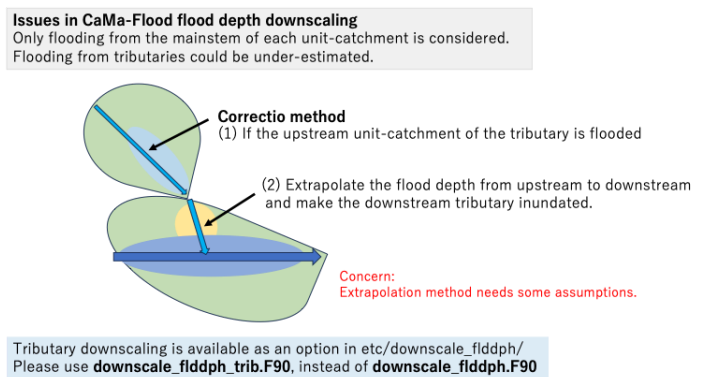 Issues in CaMa-Flood flood depth downscaling
Only flooding from the mainstem of each unit-catchment is considered.
Flooding from tributaries could be under-estimated.
Correctio method
(1) If the upstream unit-catchment of the tributary is flooded
(2) Extrapolate the flood depth from upstream to downstream
and make the downstream tributary inundated.
Concern:
Extrapolation method needs some assumptions.
Tributary downscaling is available as an option in etc/downscale_flddph/
Please use downscale_flddph_trib.F90, instead of downscale_flddph.F90